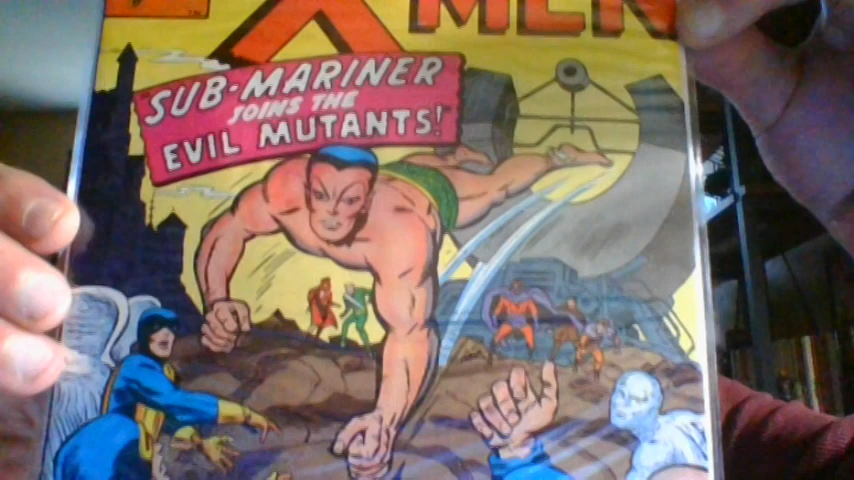 X-MEN
SUB-MARINER
JOINS THE
EVIL MUTANTS!